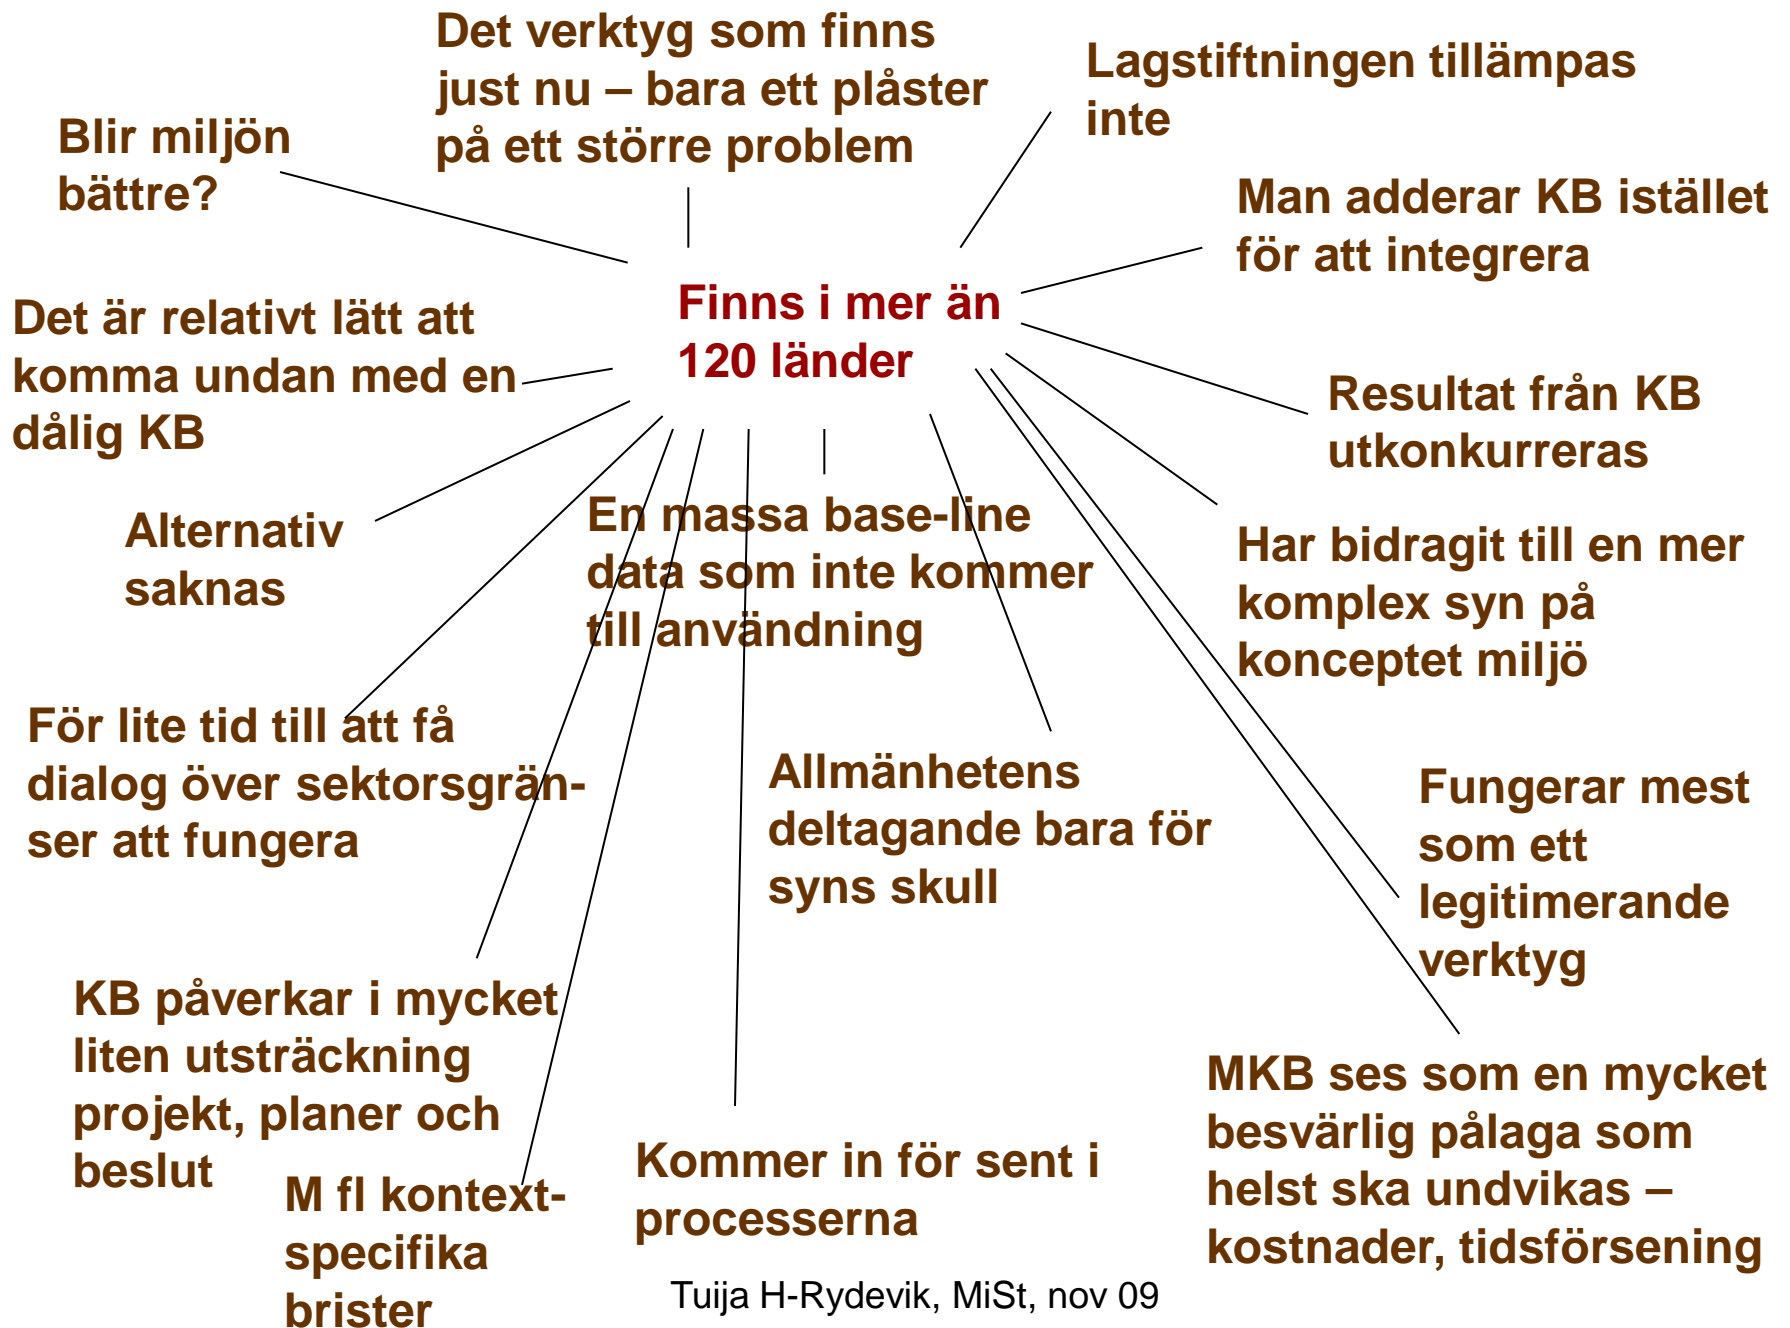 Det verktyg som finns
just nu – bara ett plåster
på ett större problem
Lagstiftningen tillämpas
inte
Blir miljön
bättre?
Man adderar KB istället
för att integrera
Finns i mer än
120 länder
Det är relativt lätt att
komma undan med en
dålig KB
Resultat från KB
utkonkurreras
Alternativ
saknas
En massa base-line
data som inte kommer
till användning
Har bidragit till en mer
komplex syn på
konceptet miljö
För lite tid till att få
dialog över sektorsgrän-
ser att fungera
Allmänhetens
deltagande bara för
syns skull
Fungerar mest
som ett
legitimerande
verktyg
KB påverkar i mycket
liten utsträckning
projekt, planer och
beslut
M fl kontext-
specifika
brister
Kommer in för sent i
processerna
MKB ses som en mycket
besvärlig pålaga som
helst ska undvikas –
kostnader, tidsförsening
Tuija H-Rydevik, MiSt, nov 09